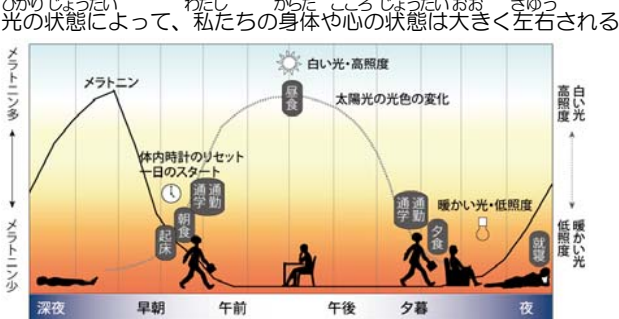 ひかり じょうたい わたし からだ こころ じょうたい おお さゆう
光の状態によって、私たちの身体や心の状態は大きく左右される
メラトニン多
メラトニン少
メラトニン
体内時計のリセット
一日のスタート
起床
朝食
通勤
通学
白い光・高照度
昼食
太陽光の光色の変化
通勤
通学
夕食
暖かい光・低照度
就寝
白い光
高照度
暖かい光
低照度
深夜 早朝 午前 午後 夕暮 夜